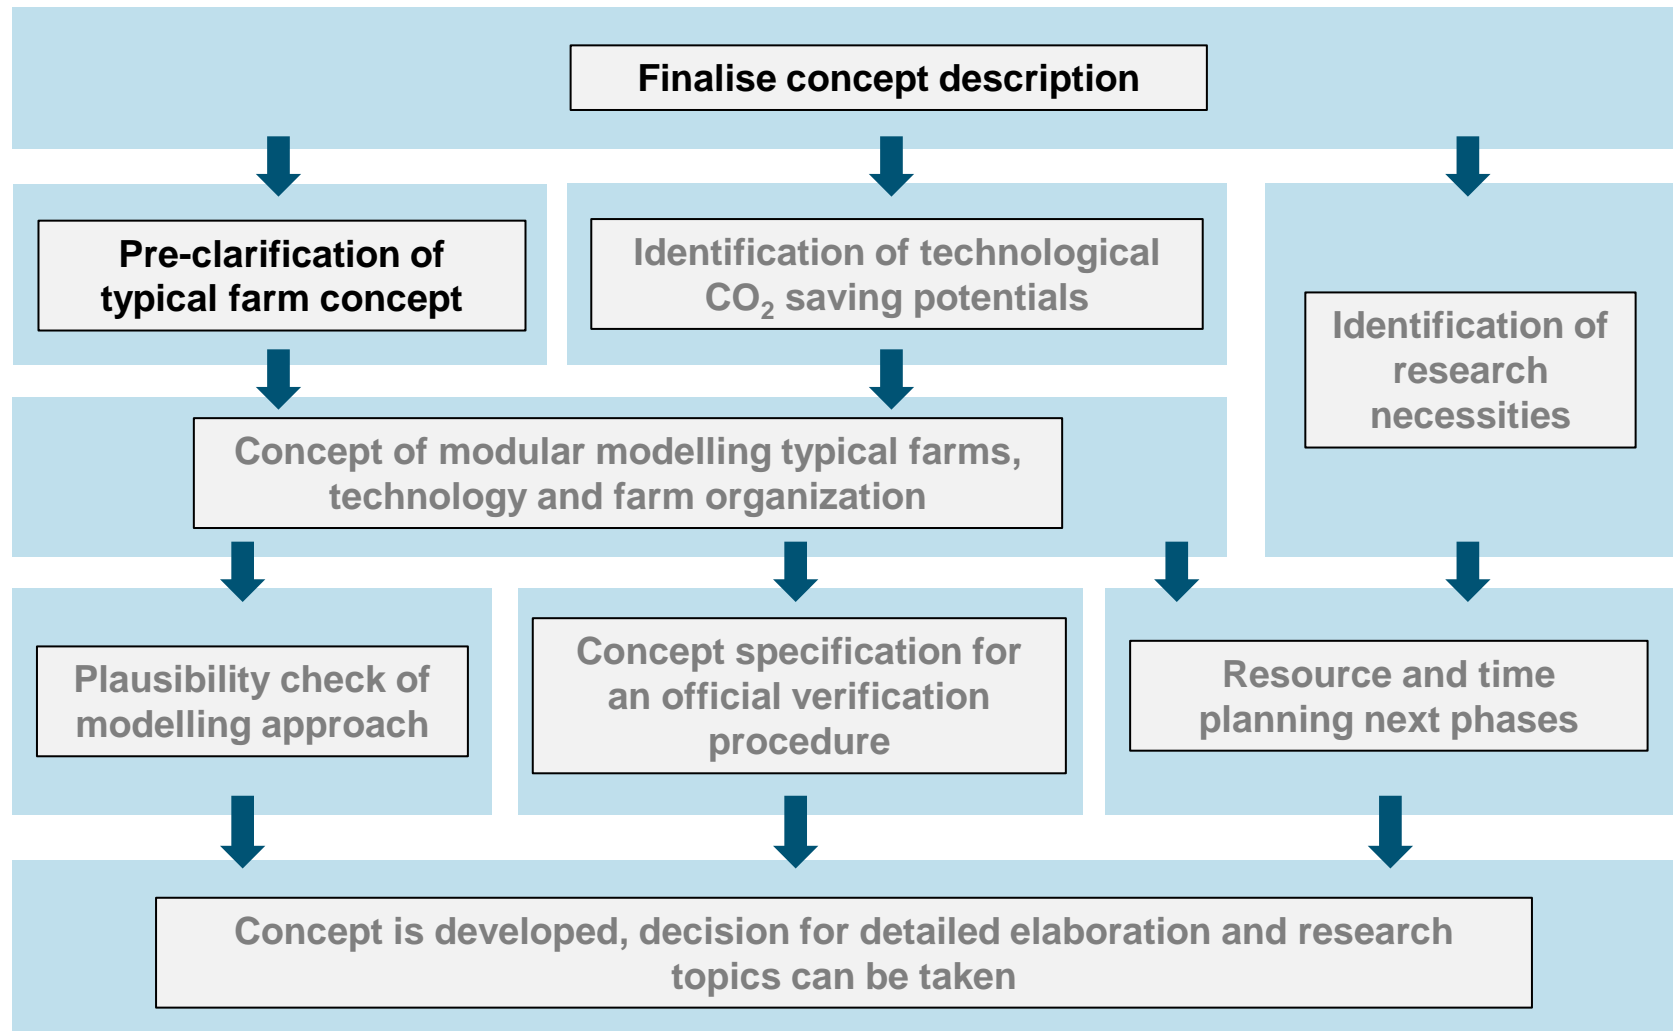 Finalise concept description
Pre-clarification of
typical farm concept
Identification of technological
CO₂ saving potentials
Identification of
research
necessities
Concept of modular modelling typical farms,
technology and farm organization
Plausibility check of
modelling approach
Concept specification for
an official verification
procedure
Resource and time
planning next phases
Concept is developed, decision for detailed elaboration and research
topics can be taken